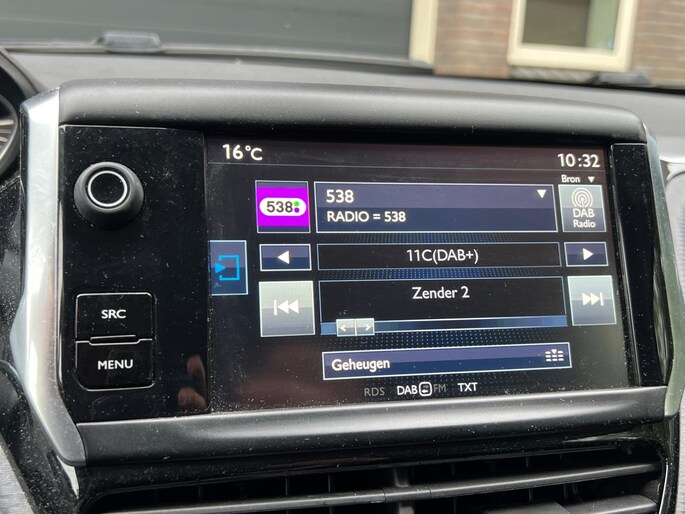 16°C
10:32
Bron ▼
538
538
RADIO = 538
DAB
Radio
11C(DAB+)
Zender 2
SRC
MENU
Geheugen
RDS DAB FM TXT